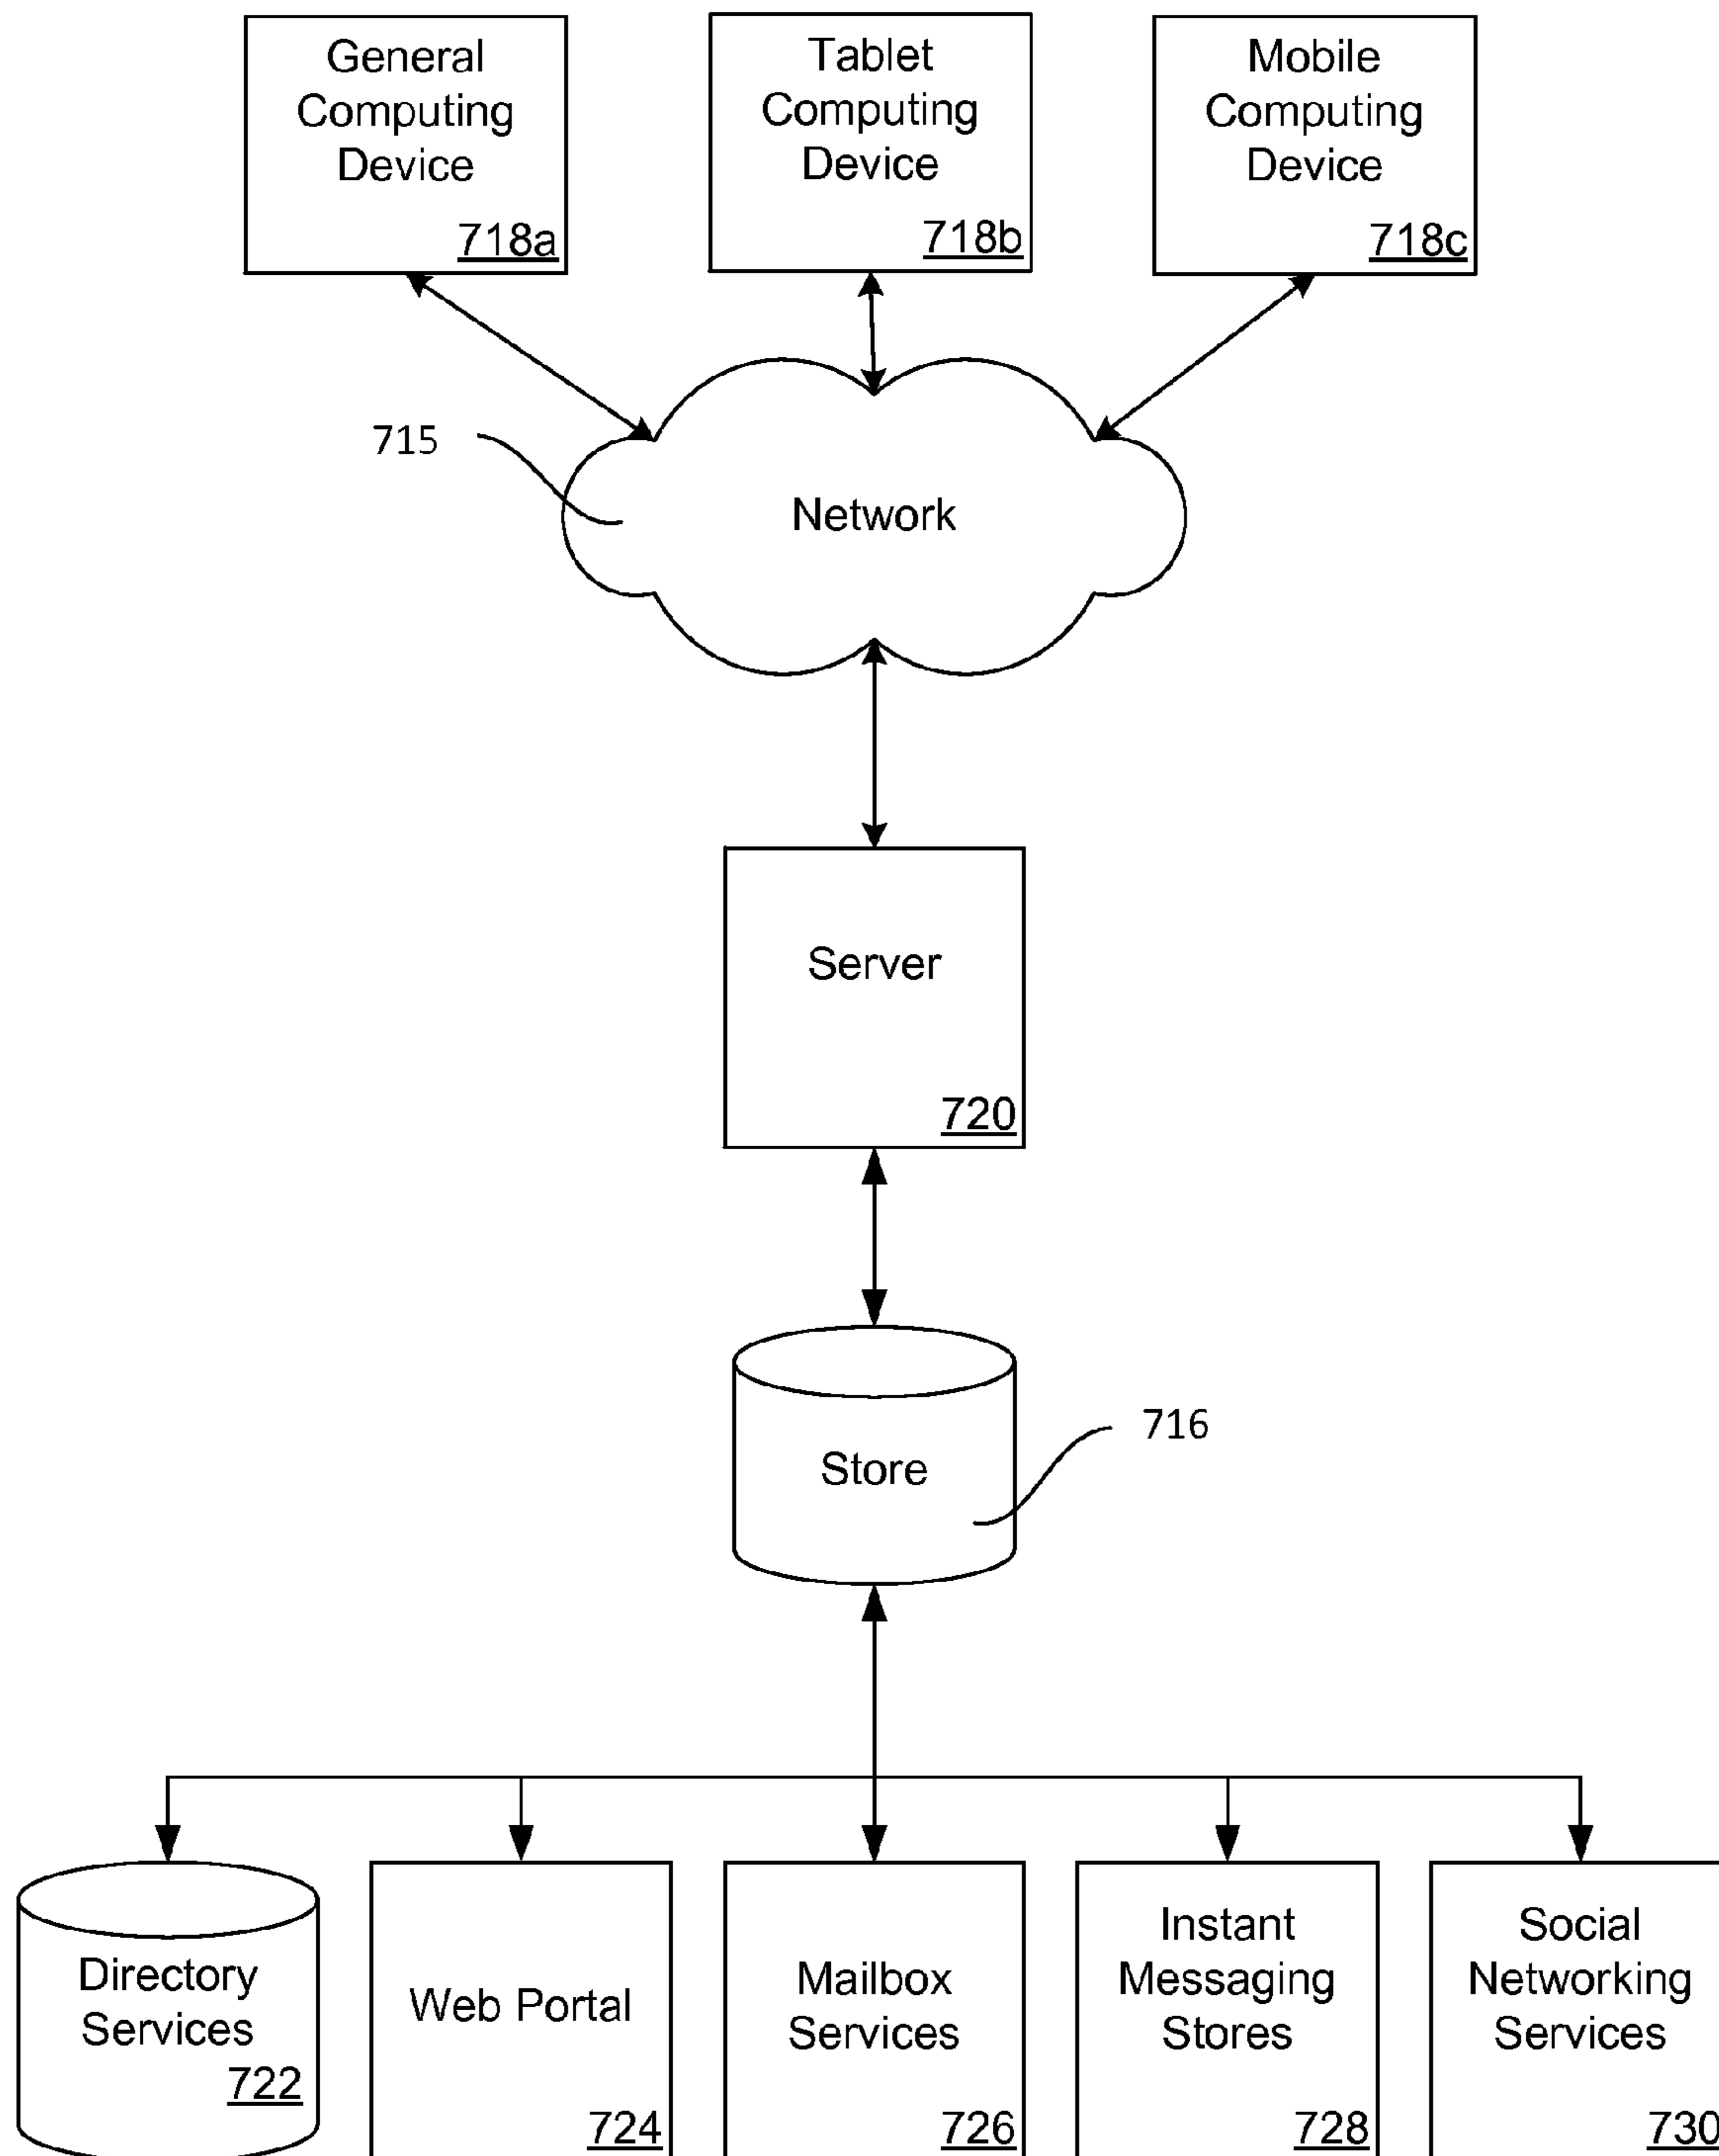 General
Computing
Device
718a
Tablet
Computing
Device
718b
Mobile
Computing
Device
718c
715
Network
Server
720
Store
716
Directory
Services
722
Web Portal
724
Mailbox
Services
726
Instant
Messaging
Stores
728
Social
Networking
Services
730